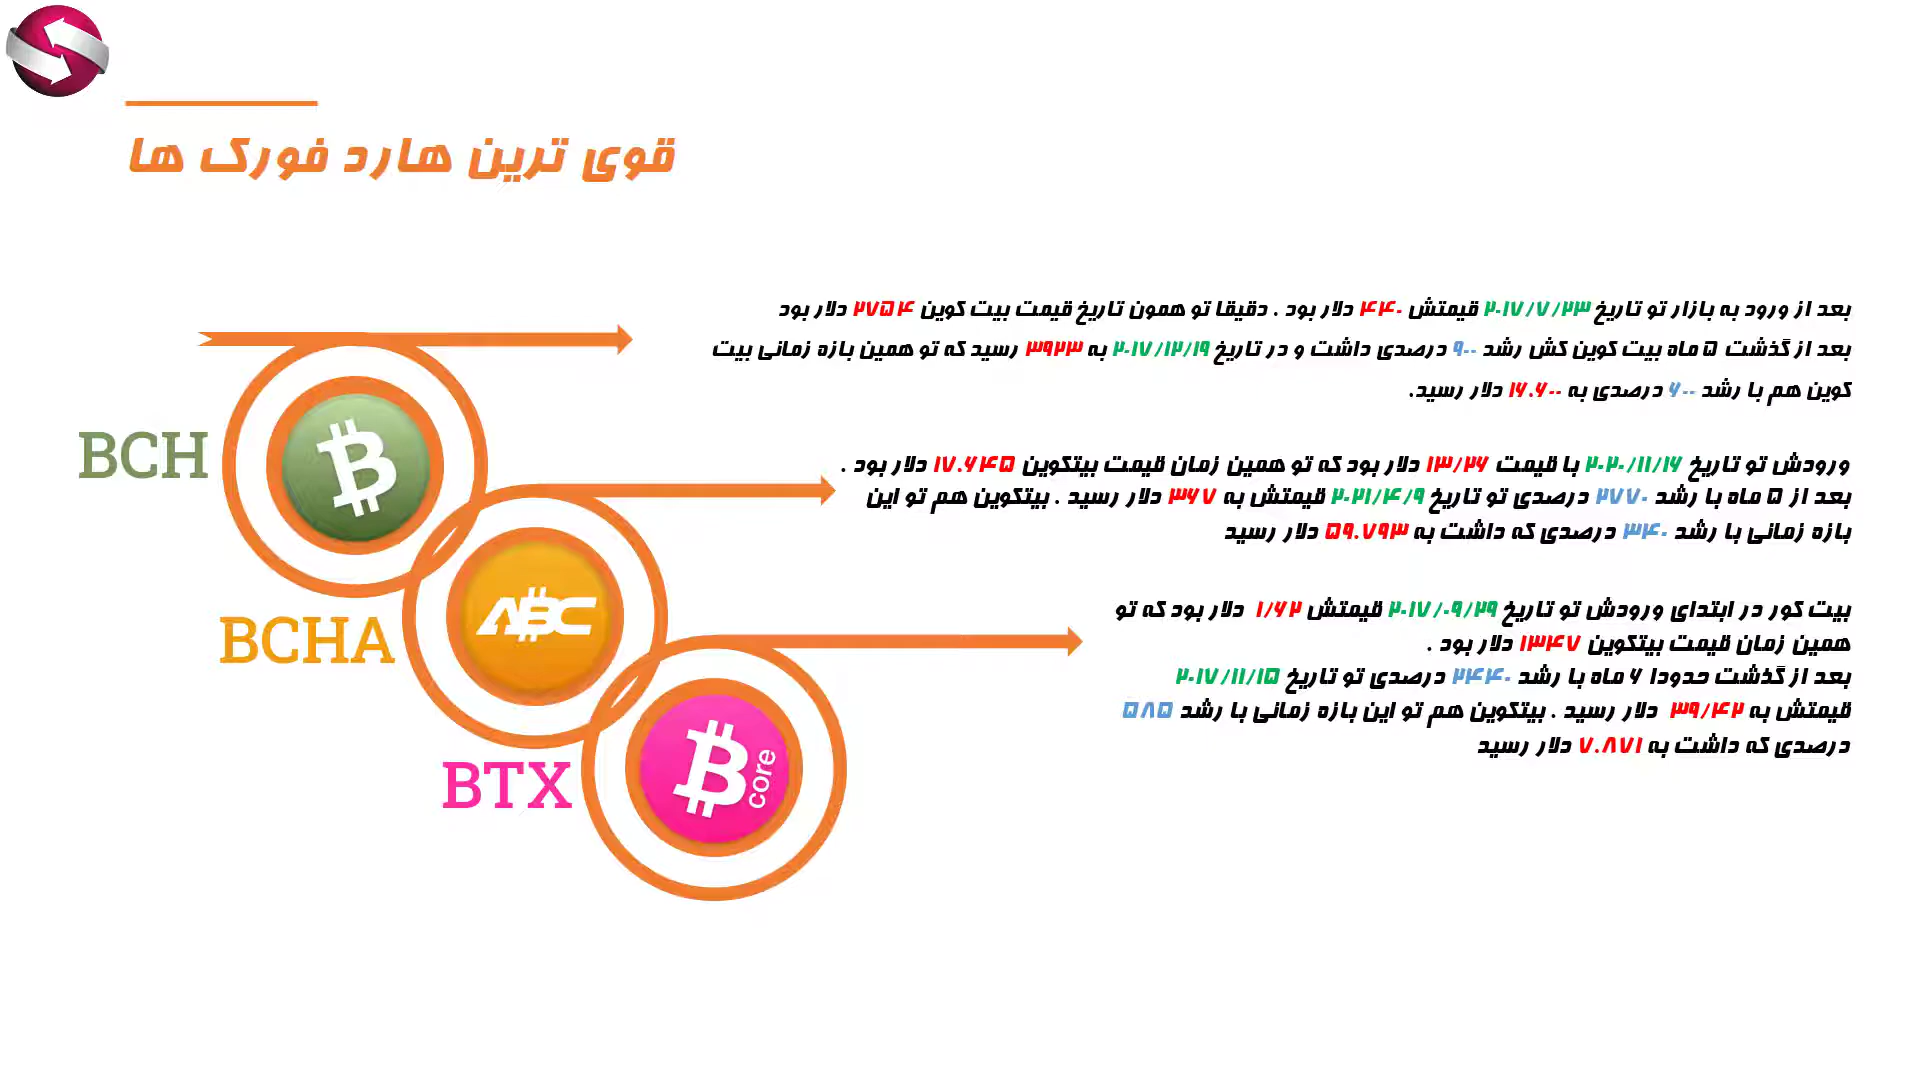 قوی ترین هارد فورک ها
بعد از ورود به بازار تو تاریخ ۲۰۱۷/۷/۲۳ قیمتش ۴۴۰ دلار بود . دقیقا تو همون تاریخ قیمت بیت کوین ۲۷۵۴ دلار بود
بعد از گذشت ۵ ماه بیت کوین کش رشد ۹۰۰ درصدی داشت و در تاریخ ۲۰۱۷/۱۲/۱۹ به ۳۹۲۳ رسید که تو همین بازه زمانی بیت
کوین هم با رشد ۶۰۰ درصدی به ۱۶.۶۰۰ دلار رسید.
BCH
ورودش تو تاریخ ۲۰۲۰/۱۱/۱۶ با قیمت ۱۳/۲۶ دلار بود که تو همین زمان قیمت بیتکوین ۱۷.۶۴۵ دلار بود .
بعد از ۵ ماه با رشد ۲۷۷۰ درصدی تو تاریخ ۲۰۲۱/۴/۹ قیمتش به ۳۶۷ دلار رسید . بیتکوین هم تو این
بازه زمانی با رشد ۳۴۰ درصدی که داشت به ۵۹.۷۹۳ دلار رسید
ABC
BCHA
بیت کور در ابتدای ورودش تو تاریخ ۲۰۱۷/۰۹/۲۹ قیمتش ۱/۶۲ دلار بود که تو
همین زمان قیمت بیتکوین ۱۳۴۷ دلار بود .
بعد از گذشت حدودا ۶ ماه با رشد ۲۴۴۰ درصدی تو تاریخ ۲۰۱۷/۱۱/۱۵
قیمتش به ۳۹/۴۲ دلار رسید . بیتکوین هم تو این بازه زمانی با رشد ۵۸۵
درصدی که داشت به ۷.۸۷۱ دلار رسید
BTX
core